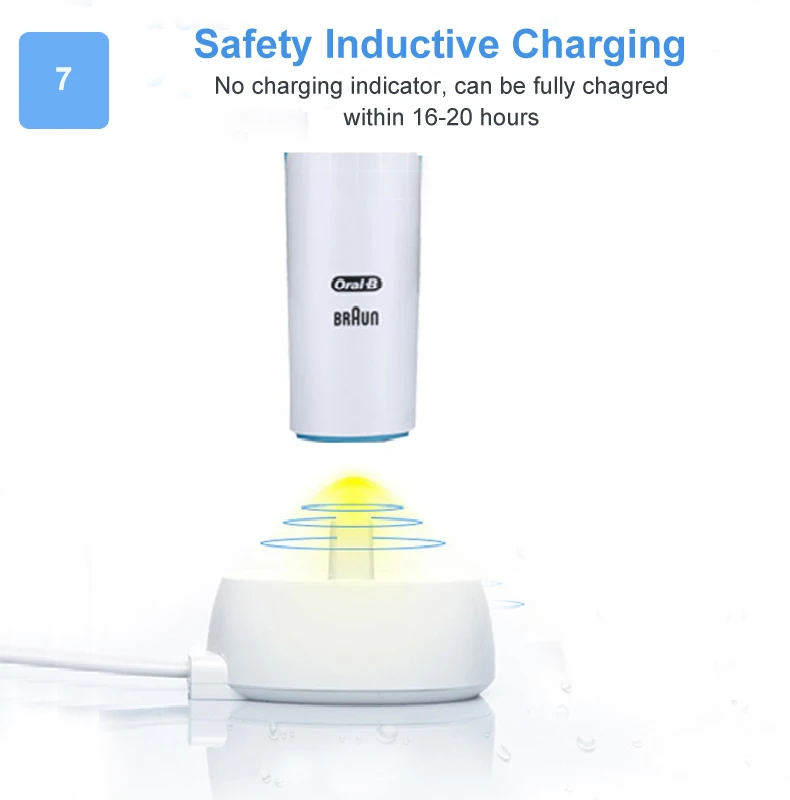 7
Safety Inductive Charging
No charging indicator, can be fully chagred
within 16-20 hours
Oral-B
BRAUN